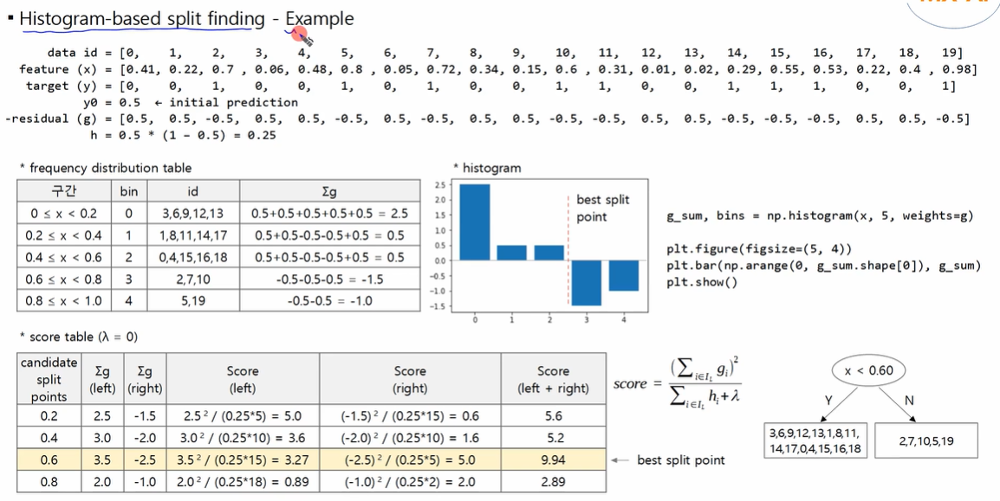 ▪ Histogram-based split finding - Example
data id = [0, 1, 2, 3, 4, 5, 6, 7, 8, 9, 10, 11, 12, 13, 14, 15, 16, 17, 18, 19]
feature (x) = [0.41, 0.22, 0.7 , 0.06, 0.48, 0.8 , 0.05, 0.72, 0.34, 0.15, 0.6 , 0.31, 0.01, 0.02, 0.29, 0.55, 0.53, 0.22, 0.4 , 0.98]
target (y) = [0, 0, 1, 0, 0, 1, 0, 1, 0, 0, 1, 1, 0, 0, 1, 1, 1, 0, 0, 1]
y0 = 0.5 ← initial prediction
-residual (g) = [0.5, 0.5, -0.5, 0.5, 0.5, -0.5, 0.5, -0.5, 0.5, 0.5, -0.5, -0.5, 0.5, 0.5, -0.5, -0.5, -0.5, 0.5, 0.5, -0.5]
h = 0.5 * (1 - 0.5) = 0.25
* frequency distribution table
구간 bin id Σg
0 ≤ x < 0.2 0 3,6,9,12,13 0.5+0.5+0.5+0.5+0.5 = 2.5
0.2 ≤ x < 0.4 1 1,8,11,14,17 0.5+0.5-0.5-0.5+0.5 = 0.5
0.4 ≤ x < 0.6 2 0,4,15,16,18 0.5+0.5-0.5-0.5+0.5 = 0.5
0.6 ≤ x < 0.8 3 2,7,10 -0.5-0.5-0.5 = -1.5
0.8 ≤ x < 1.0 4 5,19 -0.5-0.5 = -1.0
* histogram
2.5
2.0
1.5
1.0
0.5
0.0
-0.5
-1.0
-1.5
0 1 2 3 4
best split
point
g_sum, bins = np.histogram(x, 5, weights=g)
plt.figure(figsize=(5, 4))
plt.bar(np.arange(0, g_sum.shape[0]), g_sum)
plt.show()
* score table (λ = 0)
candidate split points Σg (left) Σg (right) Score (left) Score (right) Score (left + right)
0.2 2.5 -1.5 2.5² / (0.25*5) = 5.0 (-1.5)² / (0.25*15) = 0.6 5.6
0.4 3.0 -2.0 3.0² / (0.25*10) = 3.6 (-2.0)² / (0.25*10) = 1.6 5.2
0.6 3.5 -2.5 3.5² / (0.25*15) = 3.27 (-2.5)² / (0.25*5) = 5.0 9.94
0.8 2.0 -1.0 2.0² / (0.25*18) = 0.89 (-1.0)² / (0.25*2) = 2.0 2.89
← best split point
score = (∑_{i∈I_L} g_i)² / ∑_{i∈I_L} h_i+λ
x < 0.60
Y N
3,6,9,12,13,1,8,11,
14,17,0,4,15,16,18
2,7,10,5,19